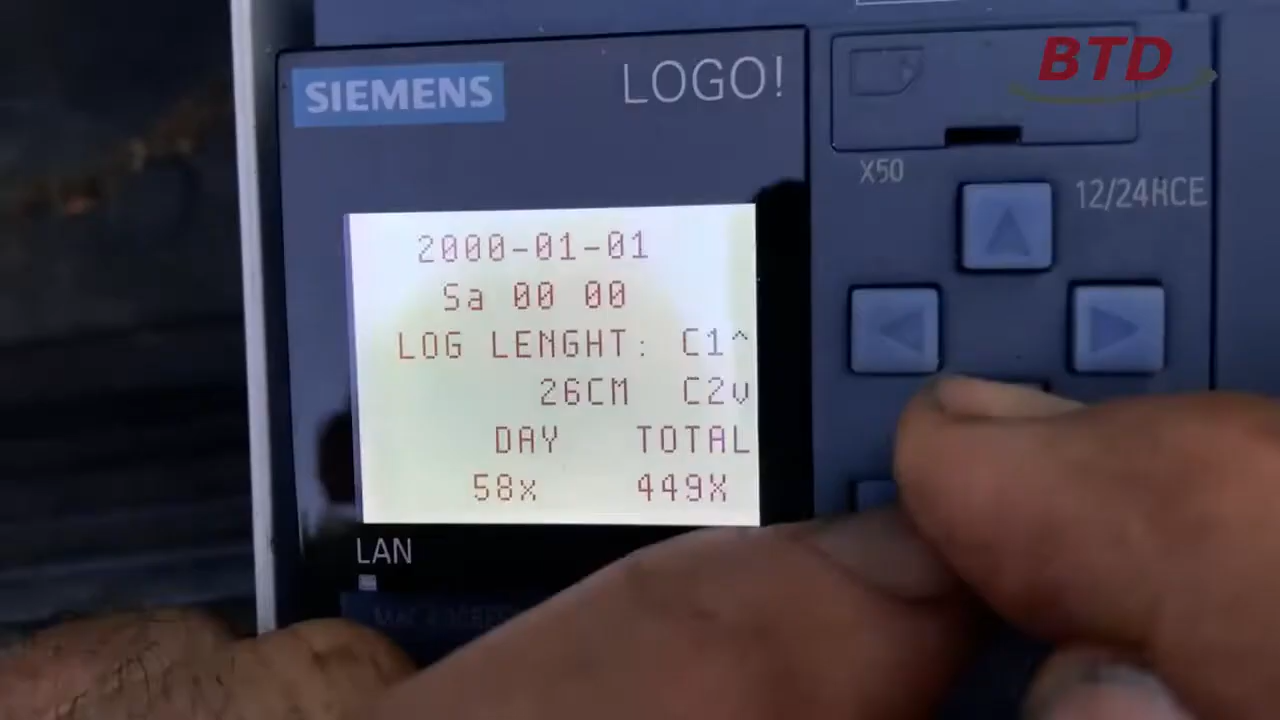 SIEMENS
LOGO!
BTD
X50
12/24RCE
2000-01-01
Sa 00 00
LOG LENGHT: C1^
26CM C2v
DAY TOTAL
58x 449X
LAN